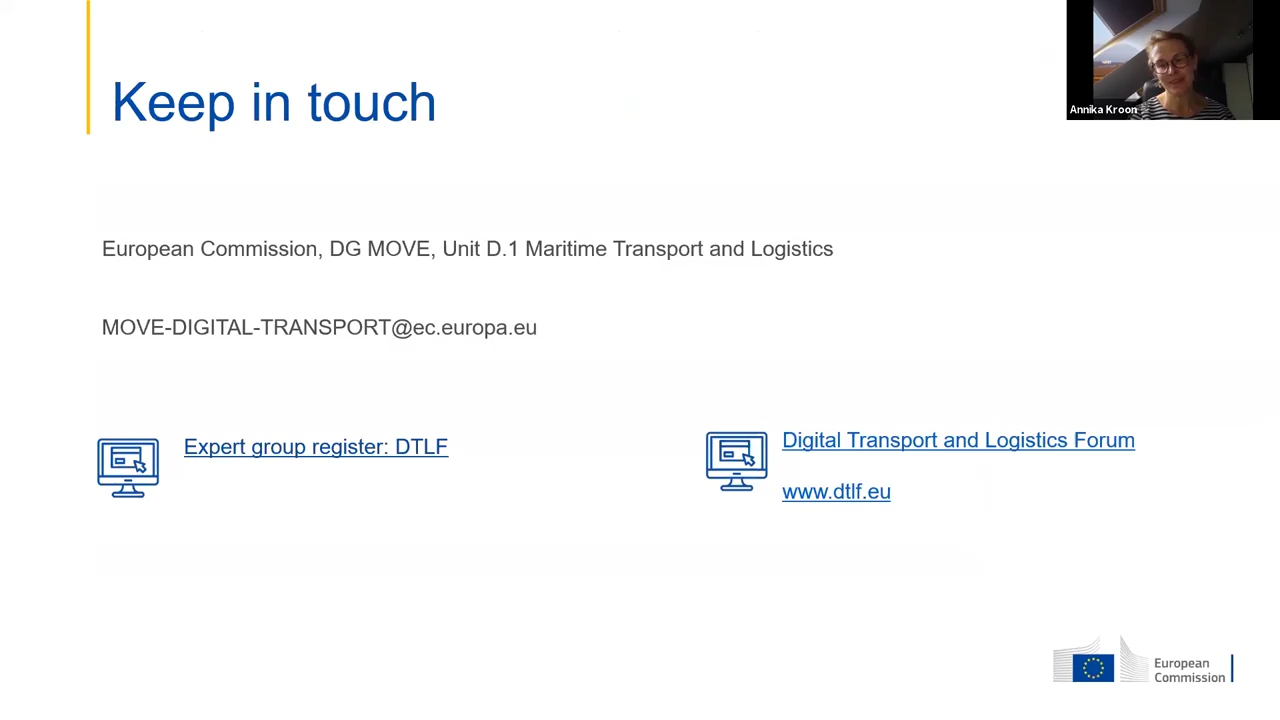 Keep in touch
Annika Kroon
European Commission, DG MOVE, Unit D.1 Maritime Transport and Logistics
MOVE-DIGITAL-TRANSPORT@ec.europa.eu
Expert group register: DTLF
Digital Transport and Logistics Forum
www.dtlf.eu
European
Commission